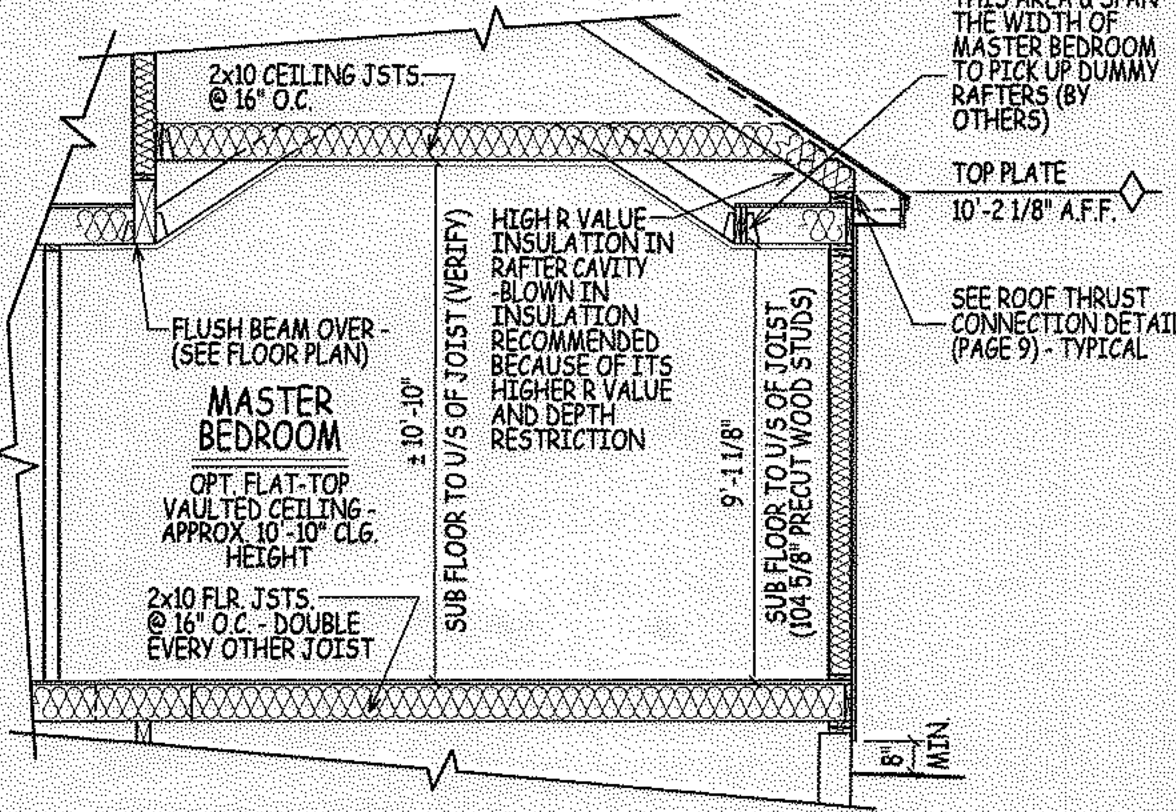 THIS AREA & SPAN
THE WIDTH OF
MASTER BEDROOM
TO PICK UP DUMMY
RAFTERS (BY
OTHERS)
2x10 CEILING JSTS.
@ 16" O.C.
TOP PLATE
10'-2 1/8" A.F.F.
HIGH R VALUE
INSULATION IN
RAFTER CAVITY
-BLOWN IN
INSULATION
RECOMMENDED
BECAUSE OF ITS
HIGHER R VALUE
AND DEPTH
RESTRICTION
SEE ROOF THRUST
CONNECTION DETAIL
(PAGE 9) - TYPICAL
FLUSH BEAM OVER -
(SEE FLOOR PLAN)
MASTER
BEDROOM
OPT. FLAT-TOP
VAULTED CEILING -
APPROX. 10'-10" CLG.
HEIGHT
± 10'-10"
SUB FLOOR TO U/S OF JOIST (VERIFY)
9'-1 1/8"
SUB FLOOR TO U/S OF JOIST
(104 5/8" PRECUT WOOD STUDS)
2x10 FLR. JSTS.
@ 16" O.C. - DOUBLE
EVERY OTHER JOIST
8"
MIN.